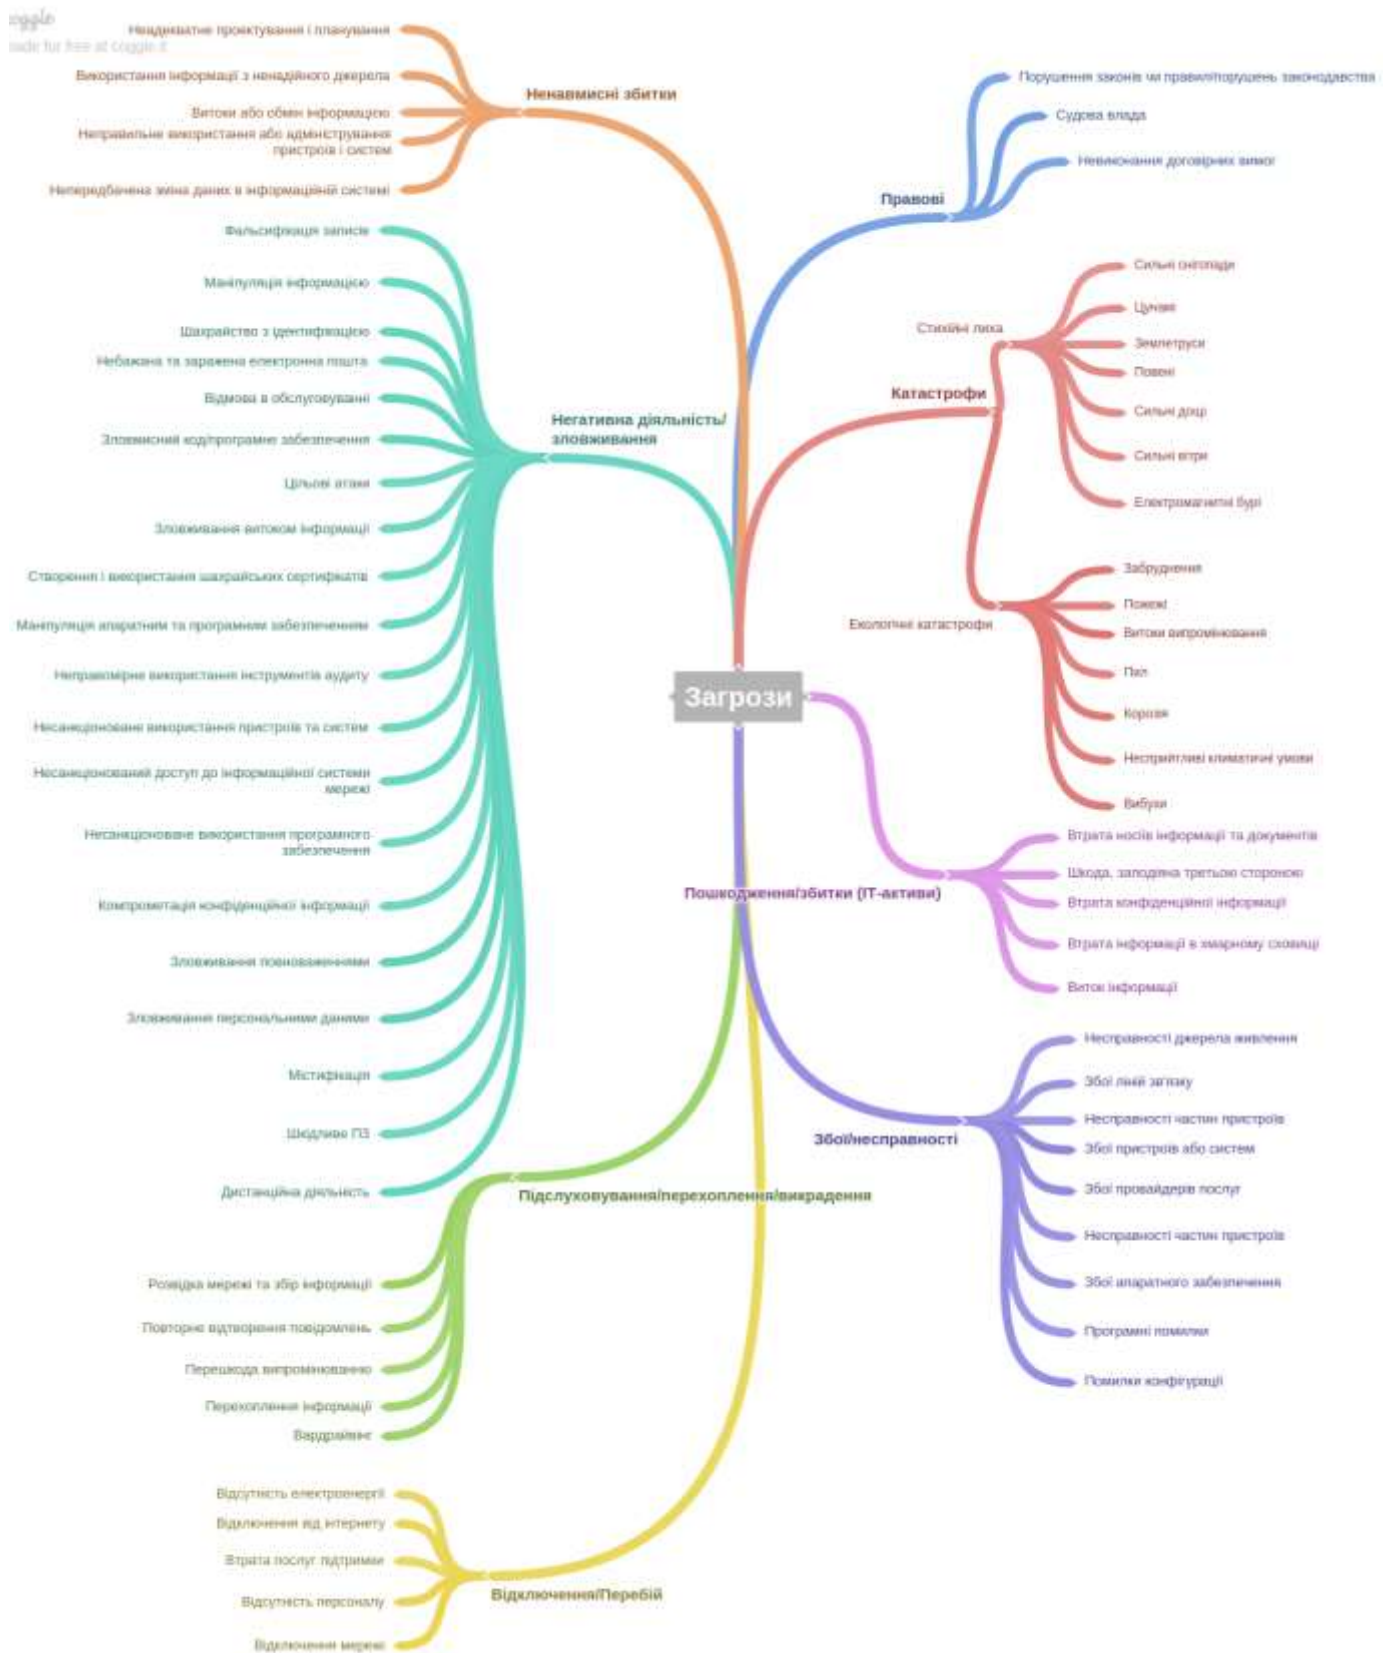 oggle
made for free at coggle.it
Неадекватне проектування і планування
Використання інформації з ненадійного джерела
Витоки або обмін інформацією
Неправильне використання або адміністрування
пристроїв і систем
Непередбачена зміна даних в інформаційній системі
Ненавмисні збитки
Фальсифікація записів
Маніпуляція інформацією
Шахрайство з ідентифікацією
Небажана та заражена електронна пошта
Відмова в обслуговуванні
Зловмисний код/програмне забезпечення
Цільові атаки
Зловживання витоком інформації
Створення і використання шахрайських сертифікатів
Маніпуляція апаратним та програмним забезпеченням
Неправомірне використання інструментів аудиту
Несанкціоноване використання пристроїв та систем
Несанкціонований доступ до інформаційної системи
мережі
Несанкціоноване використання програмного
забезпечення
Компрометація конфіденційної інформації
Зловживання повноваженнями
Зловживання персональними даними
Містифікація
Шкідливе ПЗ
Дистанційна діяльність
Негативна діяльність/
зловживання
Розвідка мережі та збір інформації
Повторне відтворення повідомлень
Перешкода випромінюванню
Перехоплення інформації
Вардрайвінг
Підслуховування/перехоплення/викрадення
Відсутність електроенергії
Відключення від інтернету
Втрата послуг підтримки
Відсутність персоналу
Відключення мережі
Відключення/Перебій
Загрози
Правові
Порушення законів чи правил/порушень законодавства
Судова влада
Невиконання договірних вимог
Катастрофи
Стихійні лиха
Сильні снігопади
Цунамі
Землетруси
Повені
Сильні дощі
Сильні вітри
Електромагнітні бурі
Екологічні катастрофи
Забруднення
Пожежі
Витоки випромінювання
Пил
Корозія
Несприйтливі климатичні умови
Вибухи
Пошкодження/збитки (ІТ-активи)
Втрата носіїв інформації та документів
Шкода, заподіяна третьою стороною
Втрата конфіденційної інформації
Втрата інформації в хмарному сховищі
Виток інформації
Збої/несправності
Несправності джерела живлення
Збої ліній зв'язку
Несправності частин пристроїв
Збої пристроїв або систем
Збої провайдерів послуг
Несправності частин пристроїв
Збої апаратного забезпечення
Програмні помилки
Помилки конфігурації